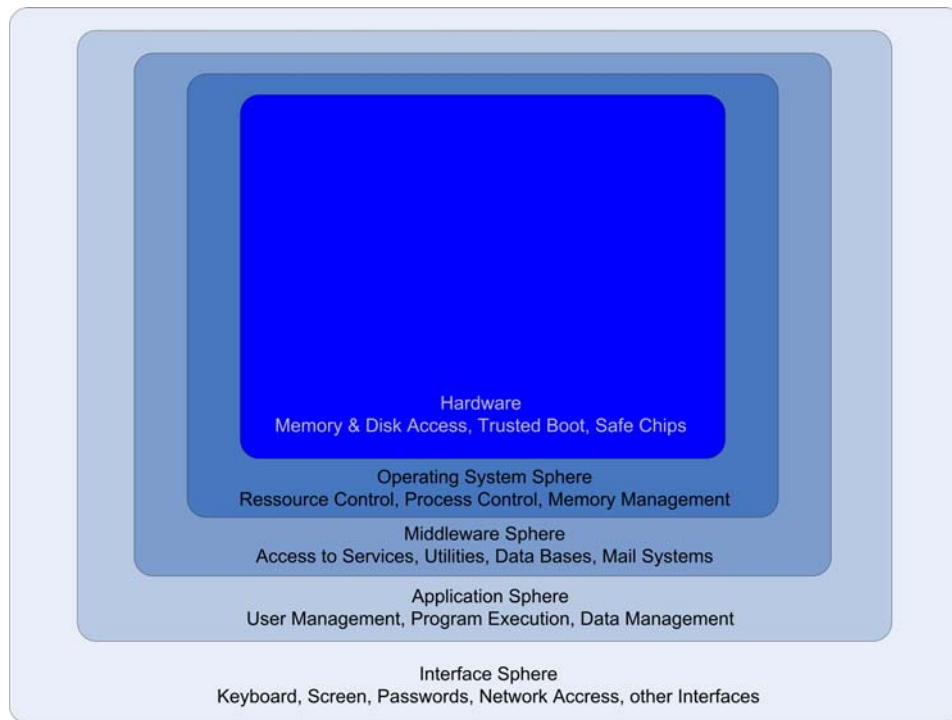 Hardware
Memory & Disk Access, Trusted Boot, Safe Chips
Operating System Sphere
Ressource Control, Process Control, Memory Management
Middleware Sphere
Access to Services, Utilities, Data Bases, Mail Systems
Application Sphere
User Management, Program Execution, Data Management
Interface Sphere
Keyboard, Screen, Passwords, Network Acrress, other Interfaces